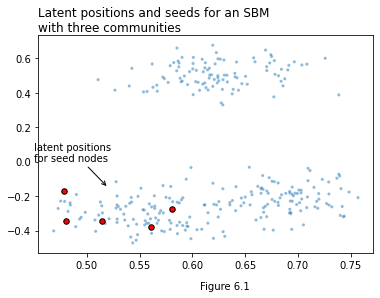 Latent positions and seeds for an SBM
with three communities
0.6
0.4
0.2
0.0
−0.2
−0.4
latent positions
for seed nodes
0.50 0.55 0.60 0.65 0.70 0.75
Figure 6.1